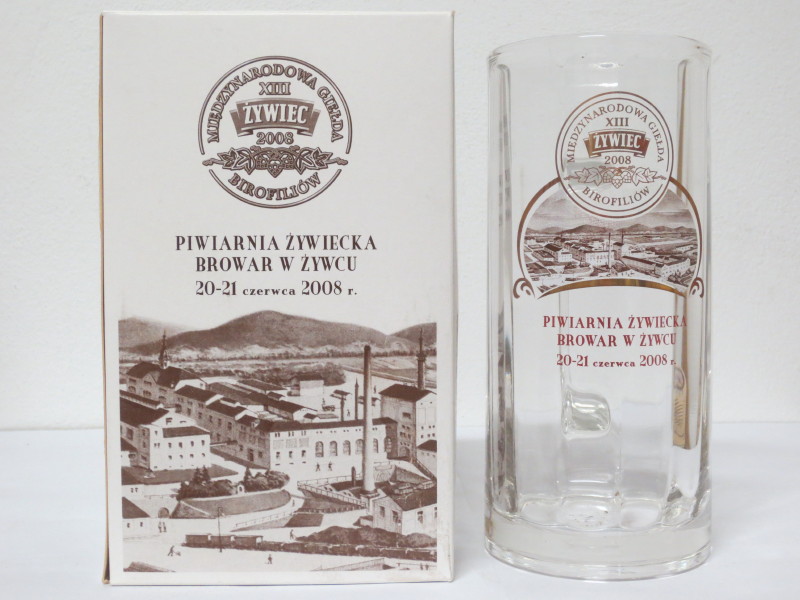 MIĘDZYNARODOWA GIEŁDA
XIII
ŻYWIEC
2008
BIROFILIÓW
PIWIARNIA ŻYWIECKA
BROWAR W ŻYWCU
20-21 czerwca 2008 r.
MIĘDZYNARODOWA GIEŁDA
XIII
ŻYWIEC
2008
BIROFILIÓW
PIWIARNIA ŻYWIECKA
BROWAR W ŻYWCU
20-21 czerwca 2008 r.